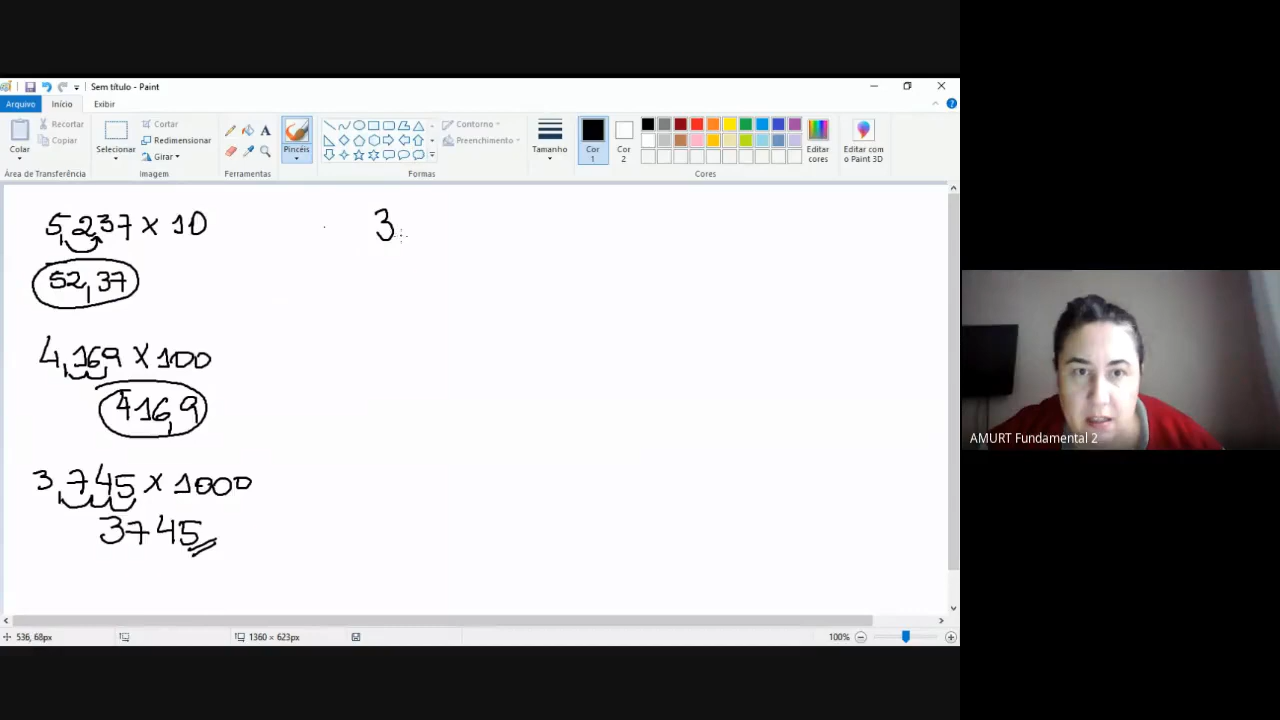 Sem título - Paint
Arquivo Início Exibir
Colar
Recortar
Copiar
Área de Transferência
Selecionar
Cortar
Redimensionar
Girar
Imagem
A
Ferramentas
Pincéis
Contorno
Preenchimento
Formas
Tamanho
Cor 1
Cor 2
Editar cores
Cores
Editar com o Paint 3D
5,237 x 10
52,37
4,169 x 100
416,9
3,745 x 1000
3745
3
AMURT Fundamental 2
536, 68px
1360 × 623px
100%